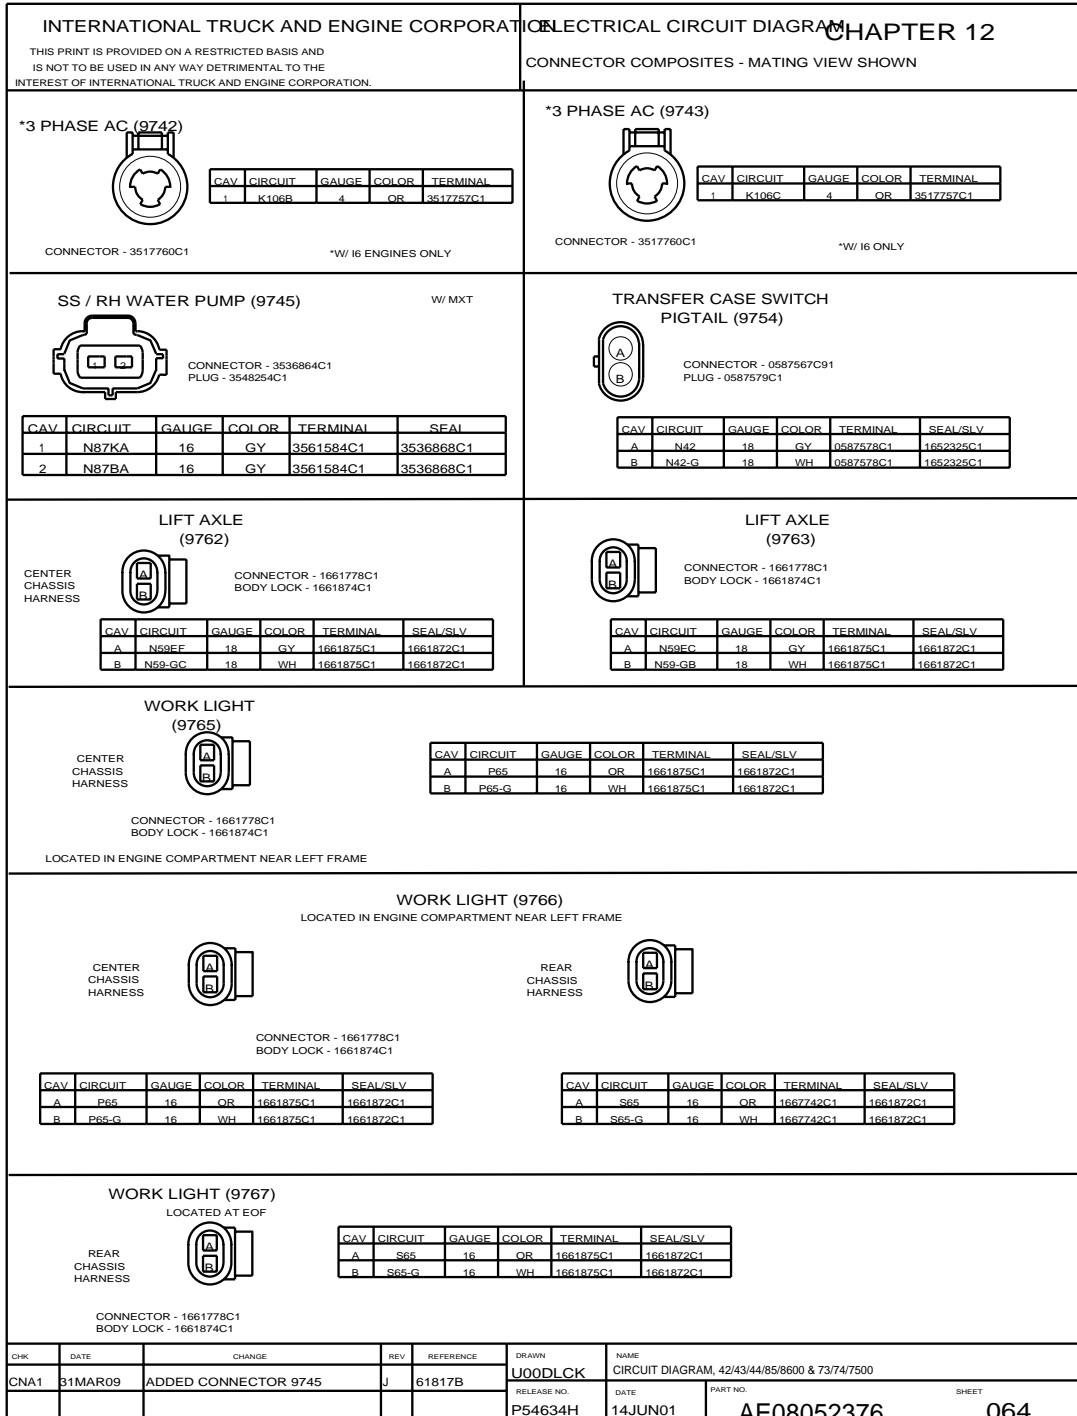 INTERNATIONAL TRUCK AND ENGINE CORPORATION
THIS PRINT IS PROVIDED ON A RESTRICTED BASIS AND
IS NOT TO BE USED IN ANY WAY DETRIMENTAL TO THE
INTEREST OF INTERNATIONAL TRUCK AND ENGINE CORPORATION.
ELECTRICAL CIRCUIT DIAGRAM
CHAPTER 12
CONNECTOR COMPOSITES - MATING VIEW SHOWN
*3 PHASE AC (9742)
CAV CIRCUIT GAUGE COLOR TERMINAL
1 K106B 4 OR 3517757C1
CONNECTOR - 3517760C1
*W/ I6 ENGINES ONLY
*3 PHASE AC (9743)
CAV CIRCUIT GAUGE COLOR TERMINAL
1 K106C 4 OR 3517757C1
CONNECTOR - 3517760C1
*W/ I6 ONLY
SS / RH WATER PUMP (9745)
W/ MXT
1 2
CONNECTOR - 3536864C1
PLUG - 3548254C1
CAV CIRCUIT GAUGE COLOR TERMINAL SEAL
1 N87KA 16 GY 3561584C1 3536868C1
2 N87BA 16 GY 3561584C1 3536868C1
TRANSFER CASE SWITCH
PIGTAIL (9754)
A
B
CONNECTOR - 0587567C91
PLUG - 0587579C1
CAV CIRCUIT GAUGE COLOR TERMINAL SEAL/SLV
A N42 18 GY 0587578C1 1652325C1
B N42-G 18 WH 0587578C1 1652325C1
LIFT AXLE
(9762)
CENTER
CHASSIS
HARNESS
A
B
CONNECTOR - 1661778C1
BODY LOCK - 1661874C1
CAV CIRCUIT GAUGE COLOR TERMINAL SEAL/SLV
A N59EF 18 GY 1661875C1 1661872C1
B N59-GC 18 WH 1661875C1 1661872C1
LIFT AXLE
(9763)
A
B
CONNECTOR - 1661778C1
BODY LOCK - 1661874C1
CAV CIRCUIT GAUGE COLOR TERMINAL SEAL/SLV
A N59EC 18 GY 1661875C1 1661872C1
B N59-GB 18 WH 1661875C1 1661872C1
WORK LIGHT
(9765)
CENTER
CHASSIS
HARNESS
A
B
CONNECTOR - 1661778C1
BODY LOCK - 1661874C1
LOCATED IN ENGINE COMPARTMENT NEAR LEFT FRAME
CAV CIRCUIT GAUGE COLOR TERMINAL SEAL/SLV
A P65 16 OR 1661875C1 1661872C1
B P65-G 16 WH 1661875C1 1661872C1
WORK LIGHT (9766)
LOCATED IN ENGINE COMPARTMENT NEAR LEFT FRAME
CENTER
CHASSIS
HARNESS
A
B
CONNECTOR - 1661778C1
BODY LOCK - 1661874C1
CAV CIRCUIT GAUGE COLOR TERMINAL SEAL/SLV
A P65 16 OR 1661875C1 1661872C1
B P65-G 16 WH 1661875C1 1661872C1
REAR
CHASSIS
HARNESS
A
B
CAV CIRCUIT GAUGE COLOR TERMINAL SEAL/SLV
A S65 16 OR 1667742C1 1661872C1
B S65-G 16 WH 1667742C1 1661872C1
WORK LIGHT (9767)
LOCATED AT EOF
REAR
CHASSIS
HARNESS
A
B
CONNECTOR - 1661778C1
BODY LOCK - 1661874C1
CAV CIRCUIT GAUGE COLOR TERMINAL SEAL/SLV
A S65 16 OR 1661875C1 1661872C1
B S65-G 16 WH 1661875C1 1661872C1
CHK DATE CHANGE REV REFERENCE
CNA1 31MAR09 ADDED CONNECTOR 9745 J 61817B
DRAWN
U00DLCK
NAME
CIRCUIT DIAGRAM, 42/43/44/85/8600 & 73/74/7500
RELEASE NO.
P54634H
DATE
14JUN01
PART NO.
AE08052376
SHEET
064